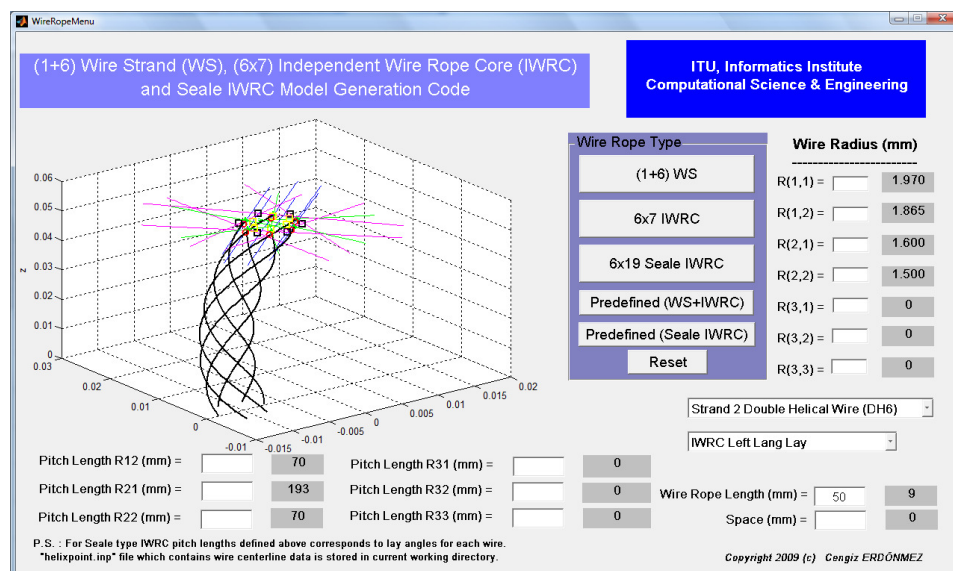 WireRopeMenu
(1+6) Wire Strand (WS), (6x7) Independent Wire Rope Core (IWRC)
and Seale IWRC Model Generation Code
ITU, Informatics Institute
Computational Science & Engineering
Wire Rope Type
(1+6) WS
6x7 IWRC
6x19 Seale IWRC
Predefined (WS+IWRC)
Predefined (Seale IWRC)
Reset
Wire Radius (mm)
-------------------------
R(1,1) = 1.970
R(1,2) = 1.865
R(2,1) = 1.600
R(2,2) = 1.500
R(3,1) = 0
R(3,2) = 0
R(3,3) = 0
z
0.06
0.05
0.04
0.03
0.02
0.01
0
0.03
0.02
0.01
0
-0.01
-0.015
-0.01
-0.005
0
0.005
0.01
0.015
0.02
Strand 2 Double Helical Wire (DH6)
IWRC Left Lang Lay
Pitch Length R12 (mm) = 70
Pitch Length R31 (mm) = 0
Pitch Length R21 (mm) = 193
Pitch Length R32 (mm) = 0
Pitch Length R22 (mm) = 70
Pitch Length R33 (mm) = 0
Wire Rope Length (mm) = 50 9
Space (mm) = 0
P.S. : For Seale type IWRC pitch lengths defined above corresponds to lay angles for each wire.
"helixpoint.inp" file which contains wire centerline data is stored in current working directory.
Copyright 2009 (c) Cengiz ERDÖNMEZ